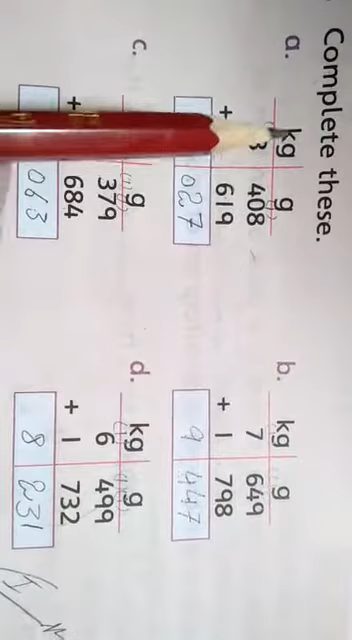 Complete these.
a.
kg g
3 408
+ 619
027
b.
kg g
7 649
+ 1 798
9 447
c.
g
379
+ 684
063
d.
kg g
6 499
+ 1 732
8 231